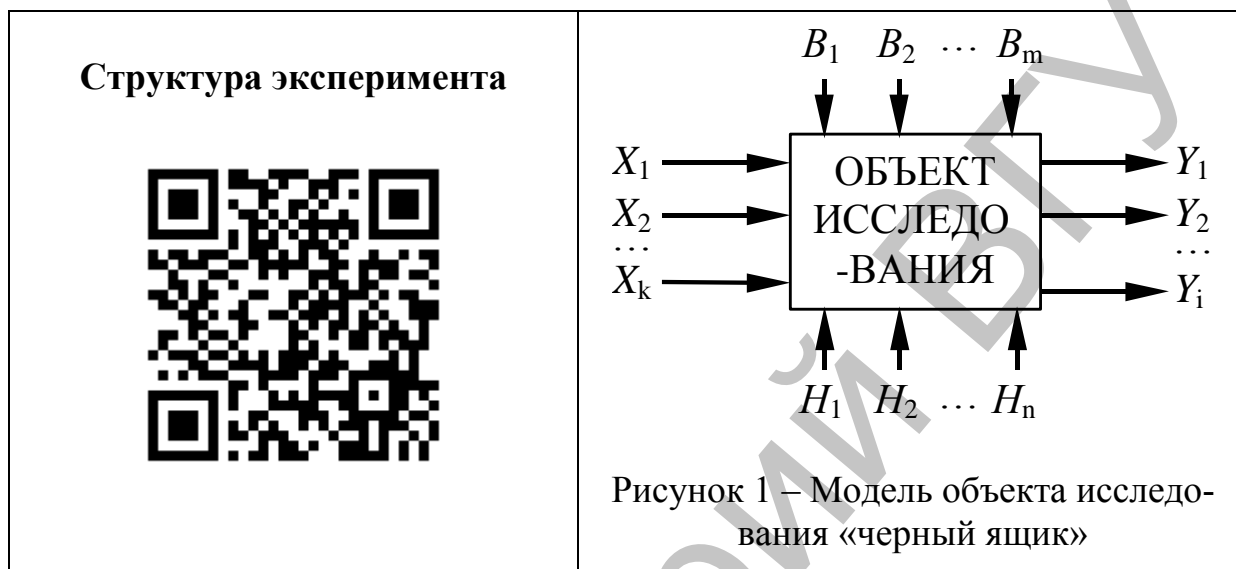 Структура эксперимента
B1 B2 … Bm
X1
X2
…
Xk
ОБЪЕКТ
ИССЛЕДО
-ВАНИЯ
Y1
Y2
…
Yi
H1 H2 … Hn
Рисунок 1 – Модель объекта исследо-
вания «черный ящик»
ВГУ